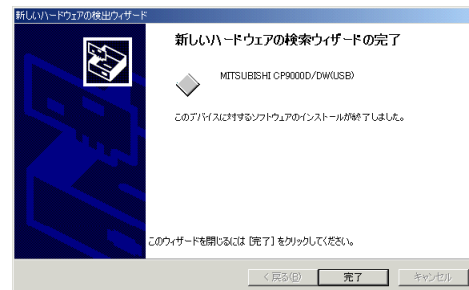 新しいハードウェアの検出ウィザード
新しいハードウェアの検索ウィザードの完了
MITSUBISHI CP9000D/DW(USB)
このデバイスに対するソフトウェアのインストールが終了しました。
このウィザードを閉じるには [完了] をクリックしてください。
< 戻る(B)
完了
キャンセル